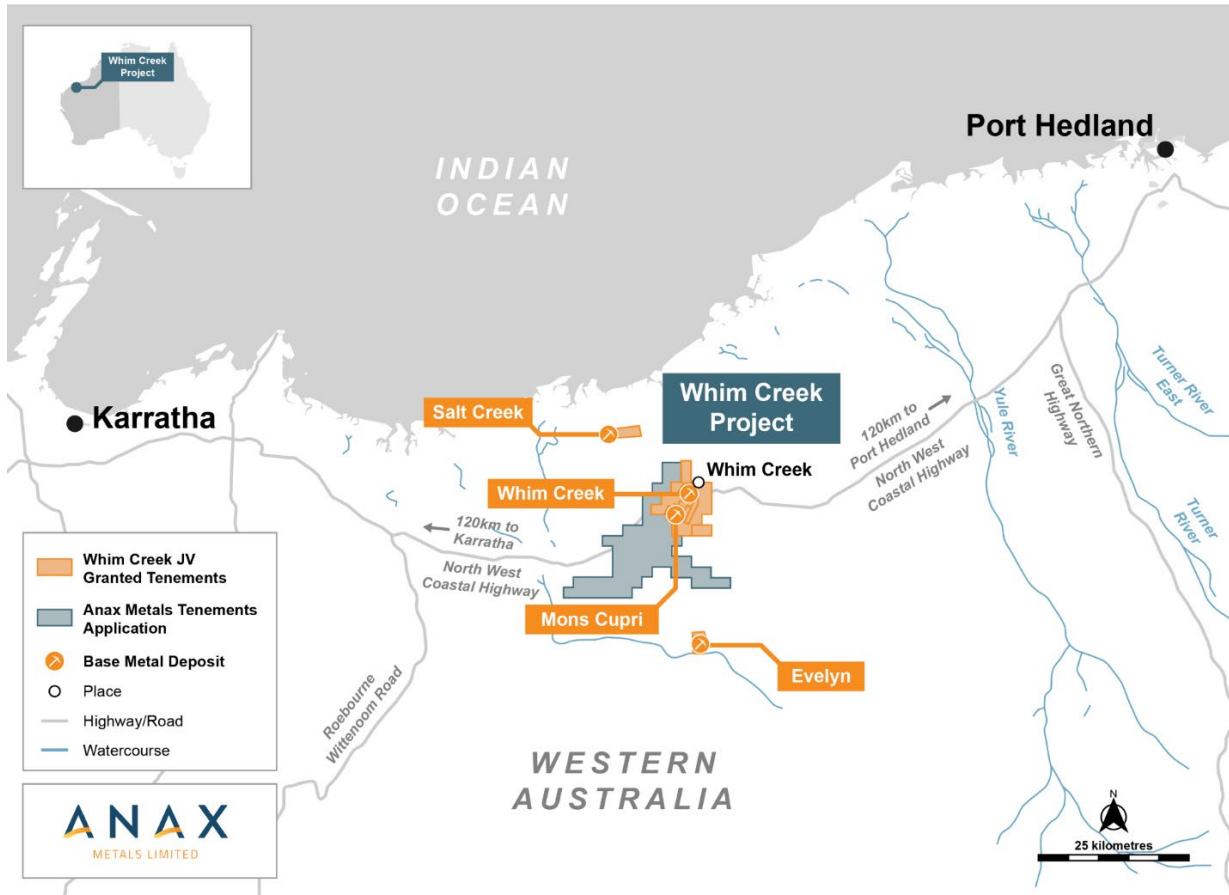 Whim Creek
Project
Port Hedland
INDIAN
OCEAN
Karratha
Salt Creek
Whim Creek
Project
Whim Creek
Whim Creek
120km to
Port Hedland
North West
Coastal Highway
Yule River
Great Northern
Highway
Turner River
East
Turner
River
120km to
Karratha
North West
Coastal Highway
Mons Cupri
Evelyn
Roebourne
Wittenoom Road
WESTERN
AUSTRALIA
Whim Creek JV
Granted Tenements
Anax Metals Tenements
Application
Base Metal Deposit
Place
Highway/Road
Watercourse
ANAX
METALS LIMITED
N
25 kilometres